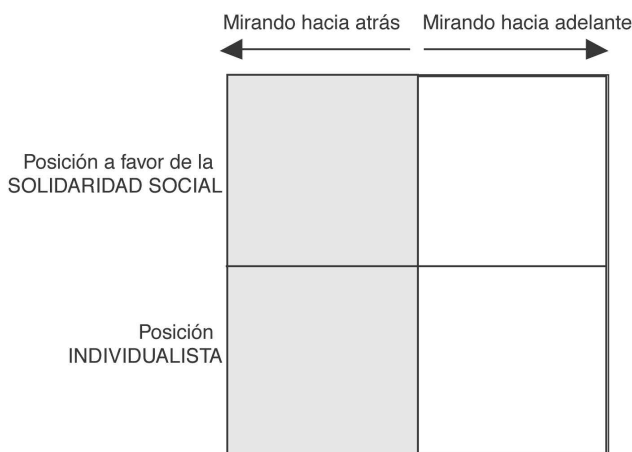 Mirando hacia atrás Mirando hacia adelante
Posición a favor de la
SOLIDARIDAD SOCIAL
Posición
INDIVIDUALISTA